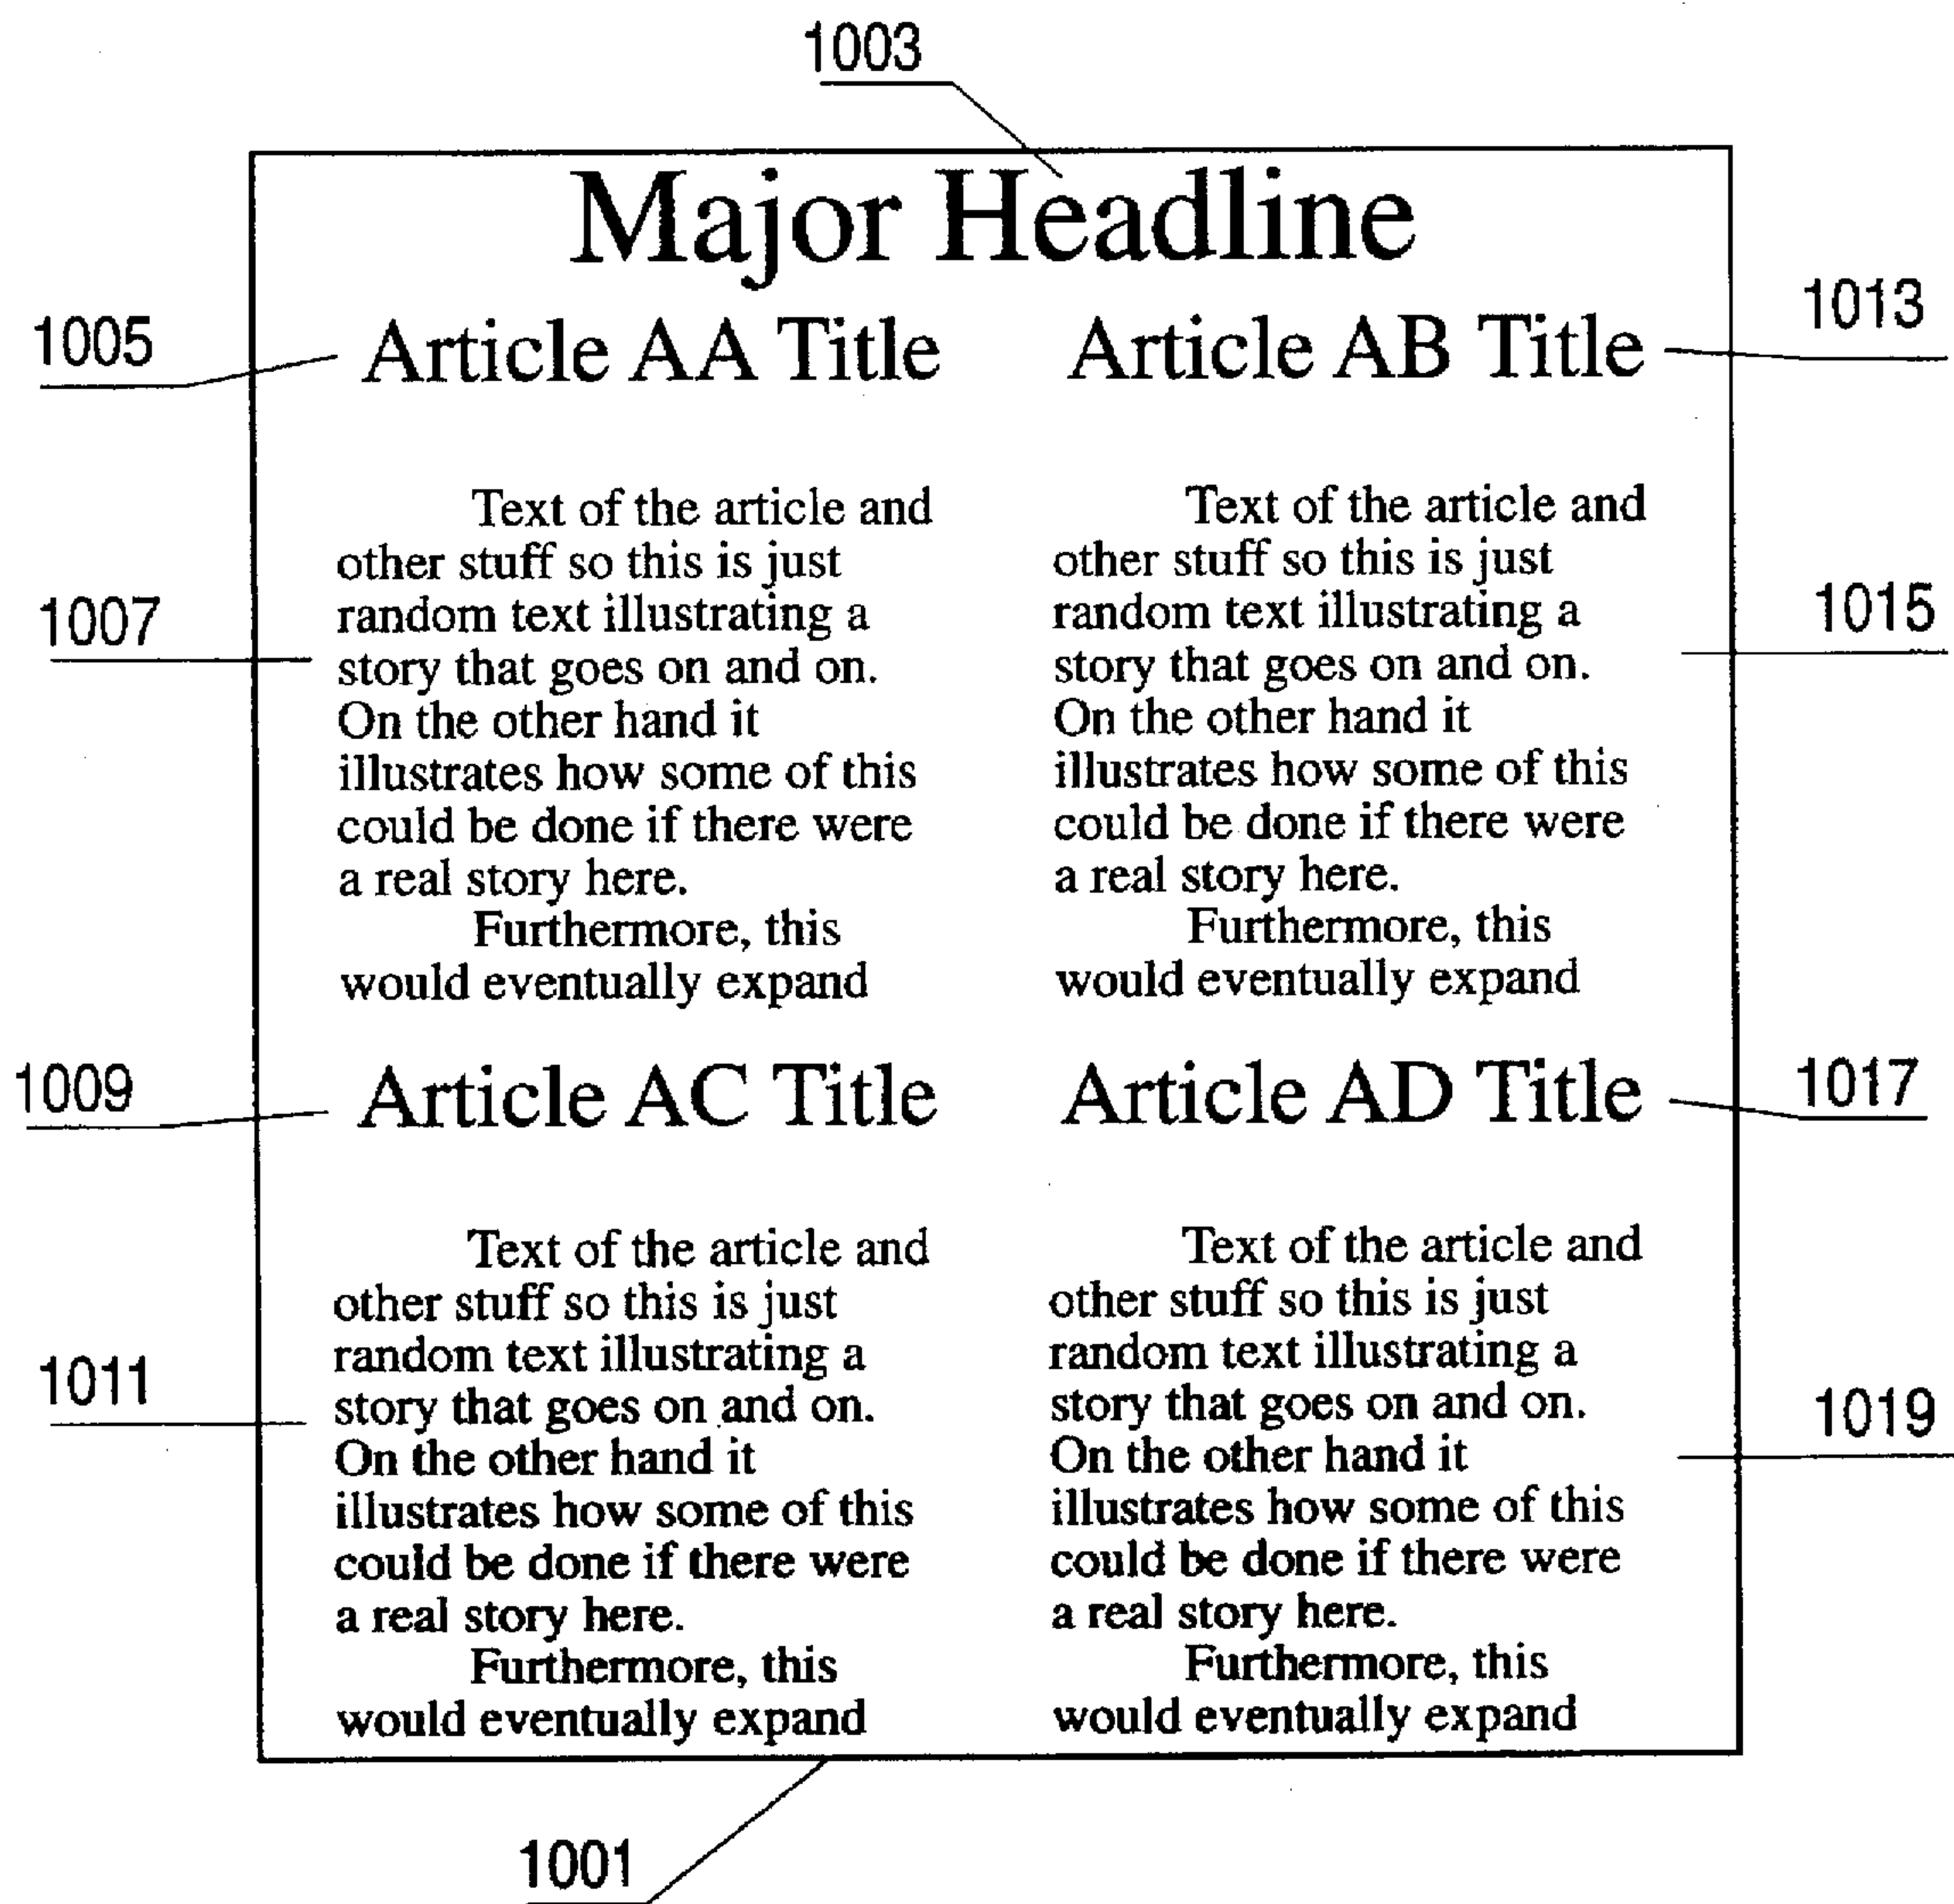 1003
Major Headline
1005
Article AA Title
1007
Text of the article and
other stuff so this is just
random text illustrating a
story that goes on and on.
On the other hand it
illustrates how some of this
could be done if there were
a real story here.
Furthermore, this
would eventually expand
Article AB Title
1013
Text of the article and
other stuff so this is just
random text illustrating a
story that goes on and on.
On the other hand it
illustrates how some of this
could be done if there were
a real story here.
Furthermore, this
would eventually expand
1015
1009
Article AC Title
1011
Text of the article and
other stuff so this is just
random text illustrating a
story that goes on and on.
On the other hand it
illustrates how some of this
could be done if there were
a real story here.
Furthermore, this
would eventually expand
Article AD Title
1017
Text of the article and
other stuff so this is just
random text illustrating a
story that goes on and on.
On the other hand it
illustrates how some of this
could be done if there were
a real story here.
Furthermore, this
would eventually expand
1019
1001